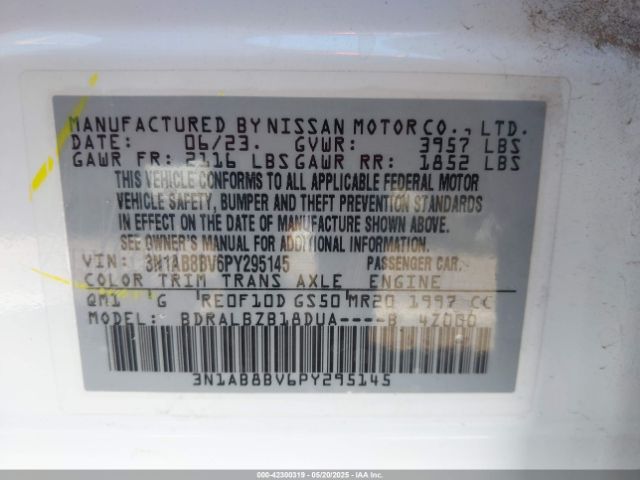 MANUFACTURED BY NISSAN MOTOR CO., LTD.
DATE: 06/23. GVWR: 3957 LBS
GAWR FR: 2116 LBS GAWR RR: 1852 LBS
THIS VEHICLE CONFORMS TO ALL APPLICABLE FEDERAL MOTOR
VEHICLE SAFETY, BUMPER AND THEFT PREVENTION STANDARDS
IN EFFECT ON THE DATE OF MANUFACTURE SHOWN ABOVE.
SEE OWNER'S MANUAL FOR ADDITIONAL INFORMATION.
VIN: 3N1AB8BV6PY295145 PASSENGER CAR
COLOR TRIM TRANS AXLE ENGINE
QM1 G RE0F10D GS50 MR20 1997 CC
MODEL: BDRALBZB18DUA----B 4Z000
3N1AB8BV6PY295145
000-42300319 - 05/20/2025 - IAAI.COM